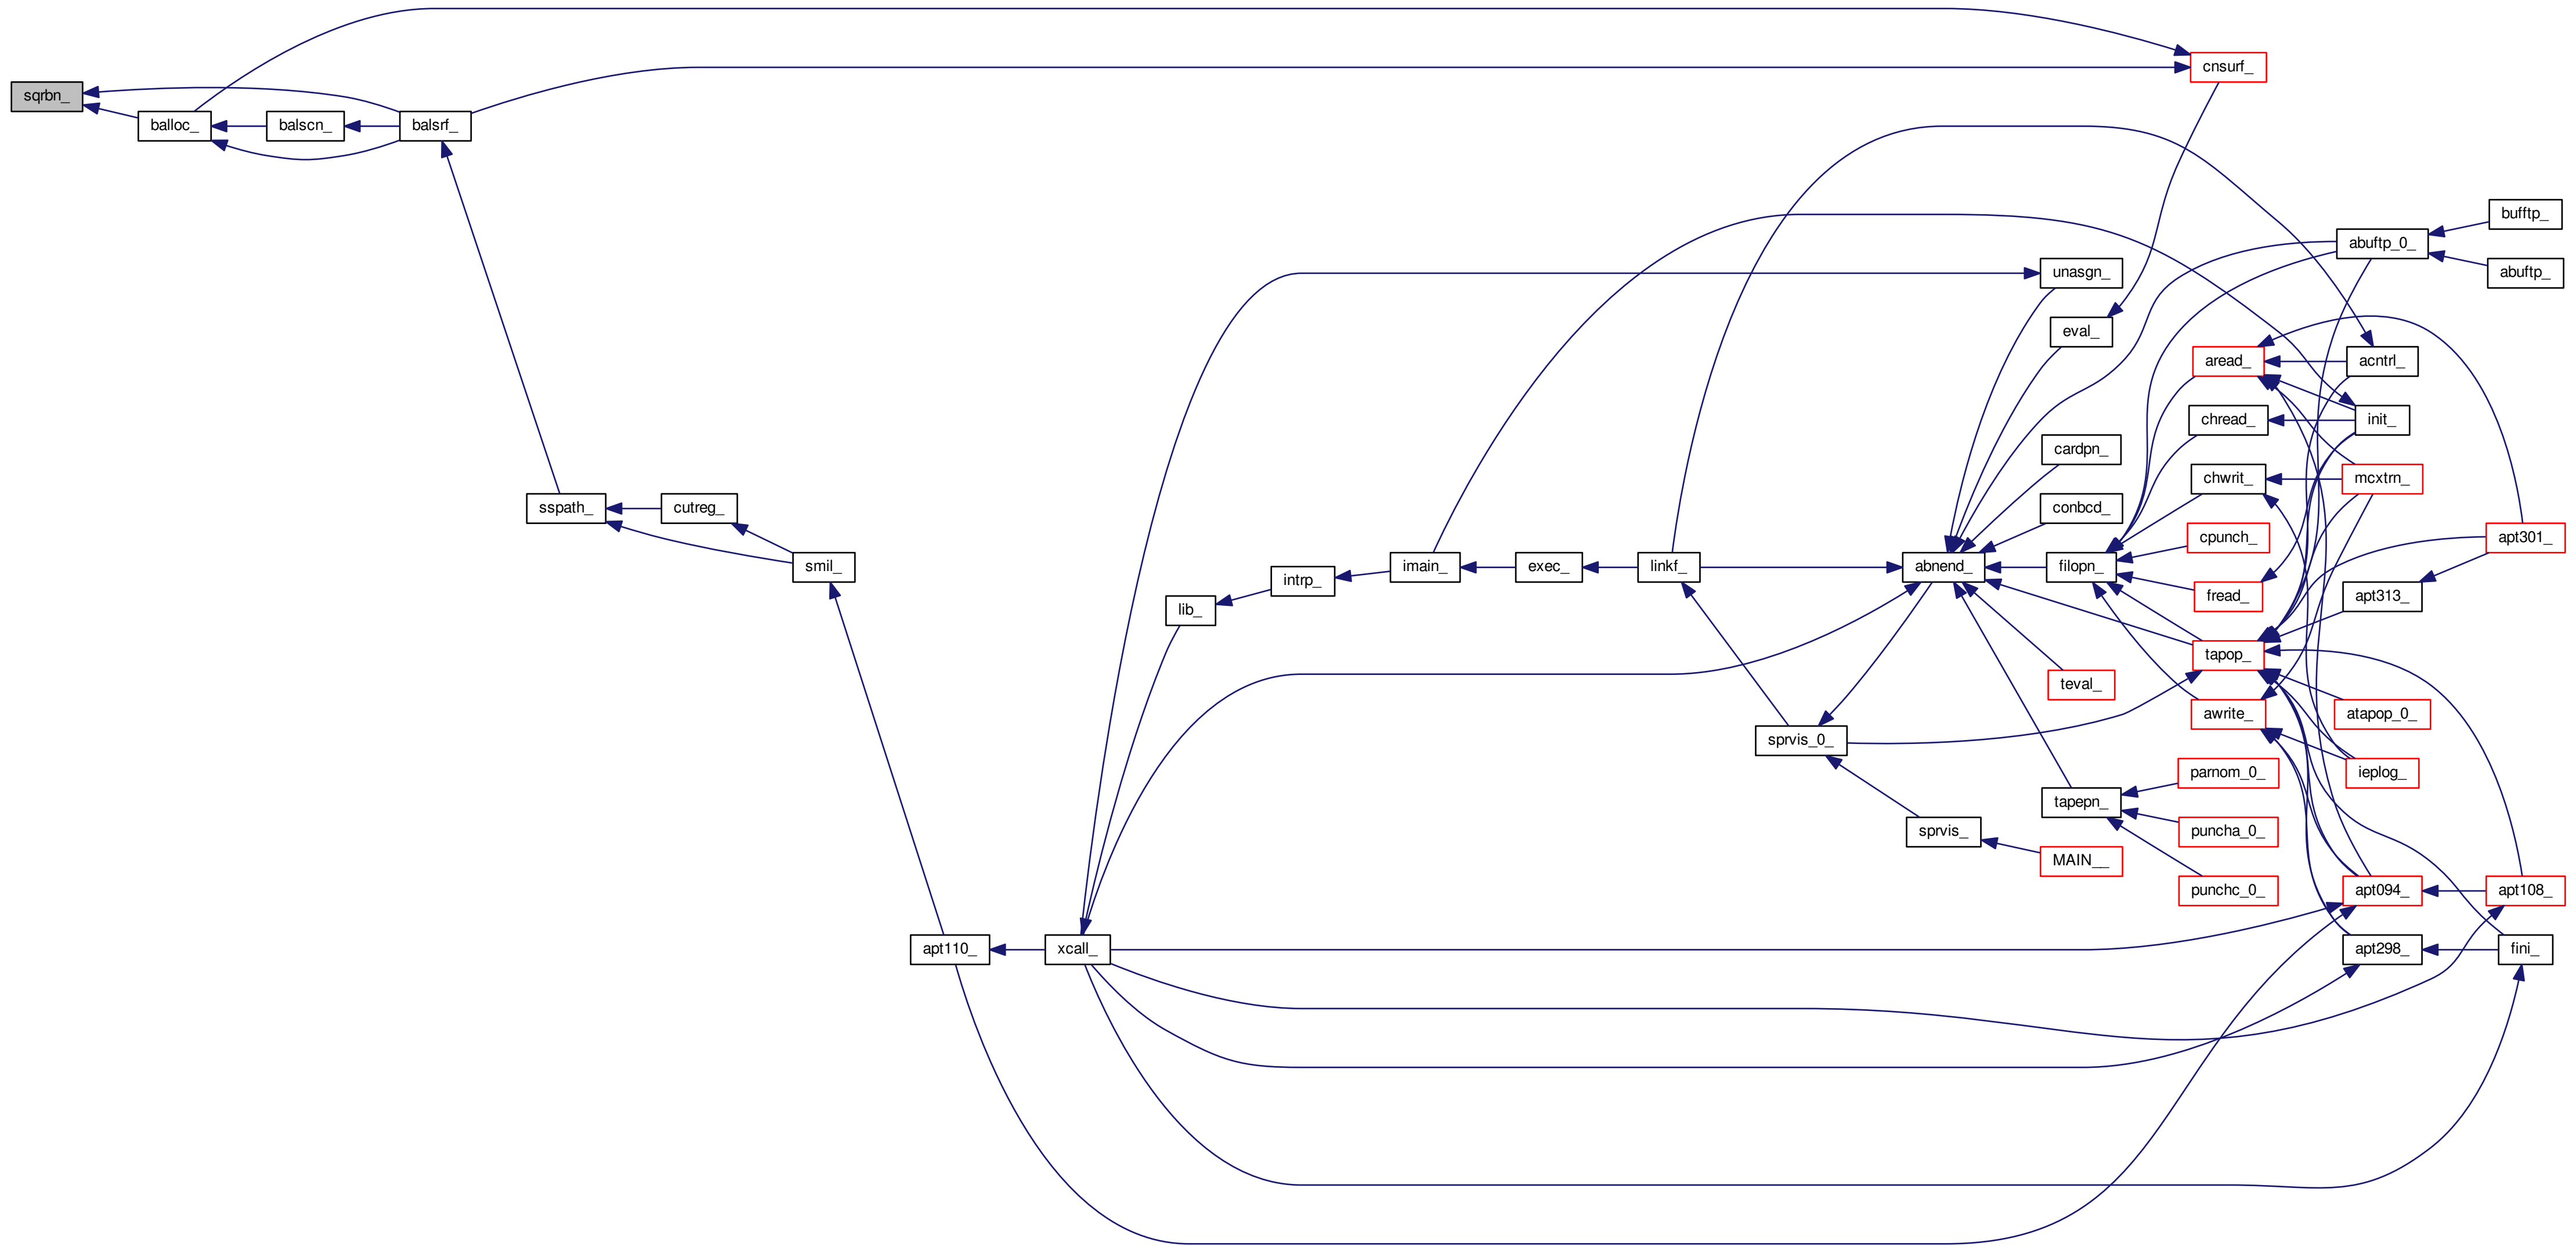 sqrbn_
balloc_
balscn_
balsrf_
cnsurf_
sspath_
cutreg_
smil_
apt110_
xcall_
lib_
intrp_
imain_
exec_
linkf_
sprvis_0_
sprvis_
MAIN__
abnend_
unasgn_
eval_
cardpn_
conbcd_
filopn_
teval_
tapepn_
parnom_0_
puncha_0_
punchc_0_
aread_
chread_
chwrit_
cpunch_
fread_
tapop_
awrite_
abuftp_0_
bufftp_
abuftp_
acntrl_
init_
mcxtrn_
apt301_
apt313_
atapop_0_
ieplog_
apt094_
apt108_
apt298_
fini_